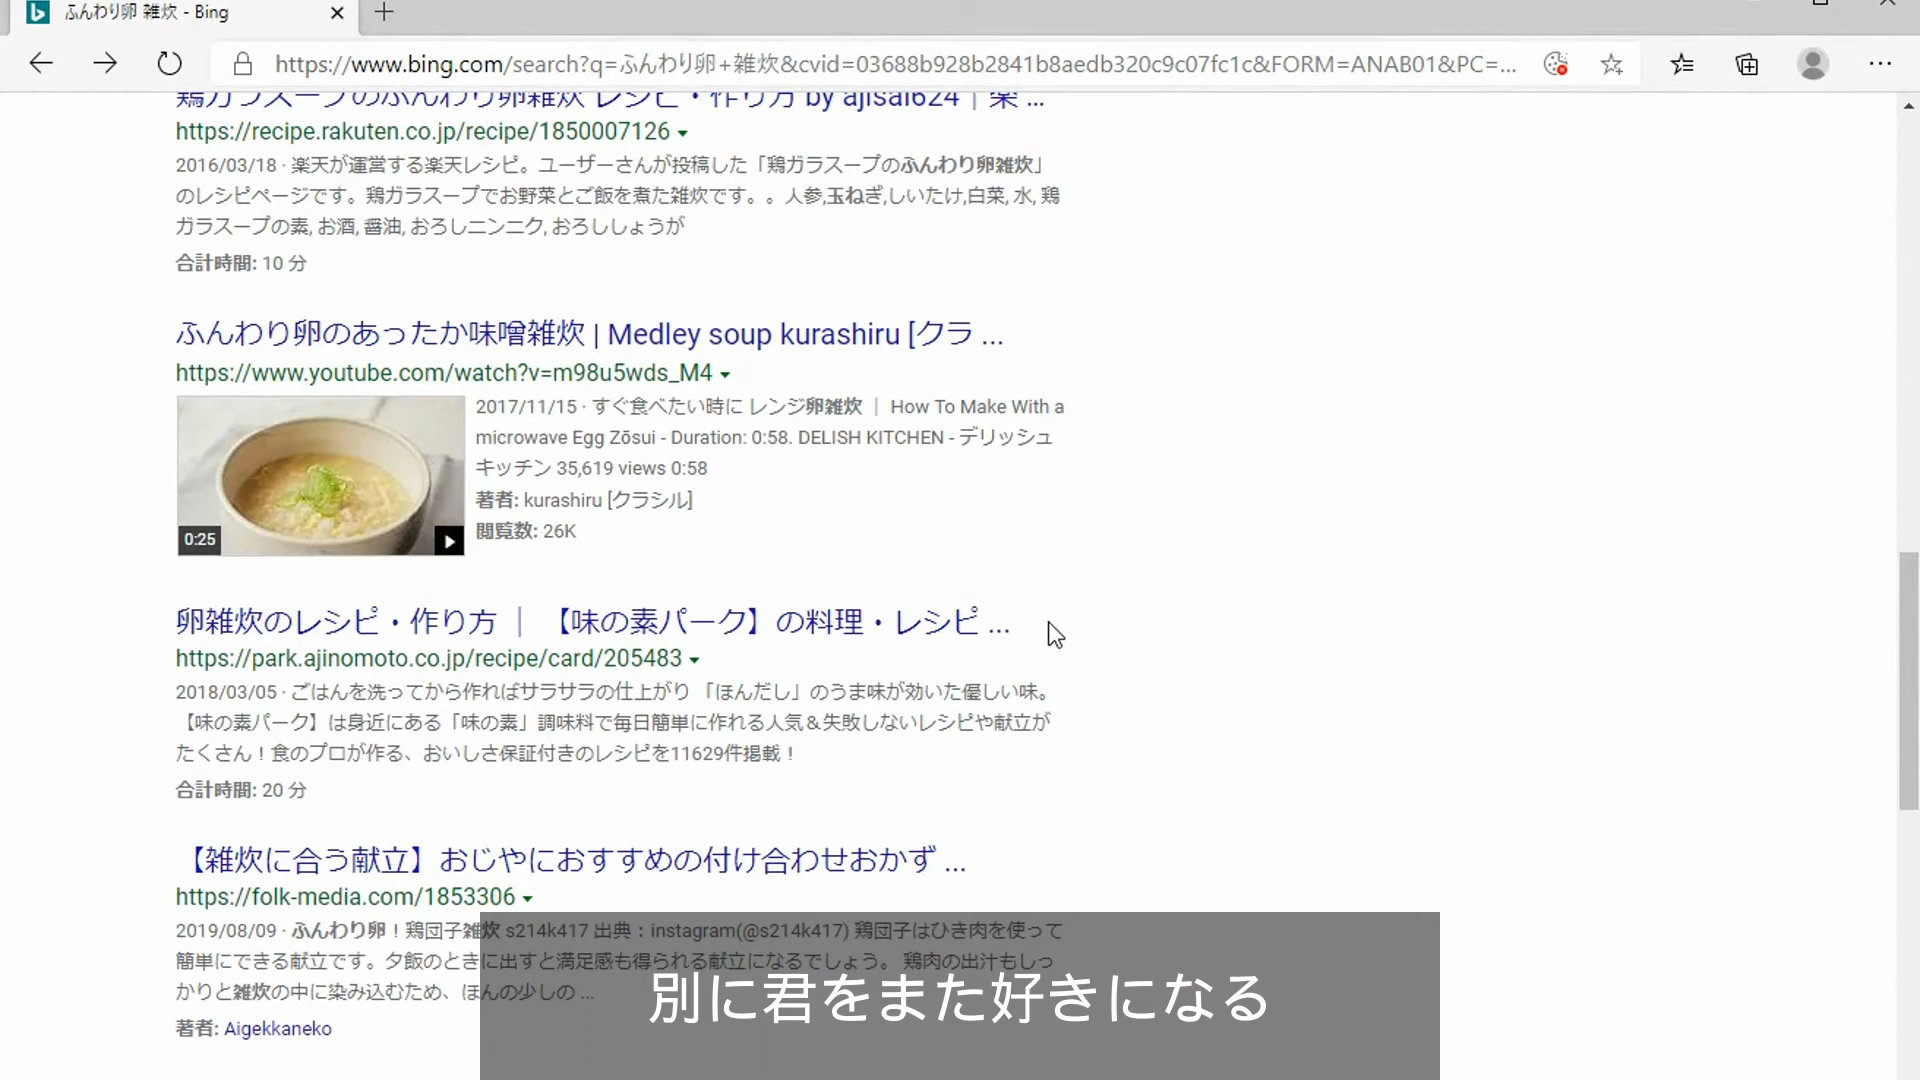 ふんわり卵 雑炊 - Bing
https://www.bing.com/search?q=ふんわり卵+雑炊&cvid=03688b928b2841b8aedb320c9c07fc1c&FORM=ANAB01&PC=...
鶏ガラスープのふんわり卵雑炊 レシピ・作り方 by ajisai624 | 楽 ...
https://recipe.rakuten.co.jp/recipe/1850007126
2016/03/18 · 楽天が運営する楽天レシピ。ユーザーさんが投稿した「鶏ガラスープのふんわり卵雑炊」
のレシピページです。鶏ガラスープでお野菜とご飯を煮た雑炊です。。人参,玉ねぎ,しいたけ,白菜, 水, 鶏
ガラスープの素, お酒, 醤油, おろしニンニク, おろししょうが
合計時間: 10 分
ふんわり卵のあったか味噌雑炊 | Medley soup kurashiru [クラ ...
https://www.youtube.com/watch?v=m98u5wds_M4
2017/11/15 · すぐ食べたい時に レンジ卵雑炊 | How To Make With a
microwave Egg Zōsui - Duration: 0:58. DELISH KITCHEN - デリッシュ
キッチン 35,619 views 0:58
著者: kurashiru [クラシル]
閲覧数: 26K
0:25
卵雑炊のレシピ・作り方 | 【味の素パーク】の料理・レシピ ...
https://park.ajinomoto.co.jp/recipe/card/205483
2018/03/05 · ごはんを洗ってから作ればサラサラの仕上がり 「ほんだし」のうま味が効いた優しい味。
【味の素パーク】は身近にある「味の素」調味料で毎日簡単に作れる人気＆失敗しないレシピや献立が
たくさん！食のプロが作る、おいしさ保証付きのレシピを11629件掲載！
合計時間: 20 分
【雑炊に合う献立】おじやにおすすめの付け合わせおかず ...
https://folk-media.com/1853306
2019/08/09 · ふんわり卵！鶏団子雑炊 s214k417 出典：instagram(@s214k417) 鶏団子はひき肉を使って
簡単にできる献立です。夕飯のときに出すと満足感も得られる献立になるでしょう。 鶏肉の出汁もしっ
かりと雑炊の中に染み込むため、ほんの少しの ...
著者: Aigekkaneko
別に君をまた好きになる